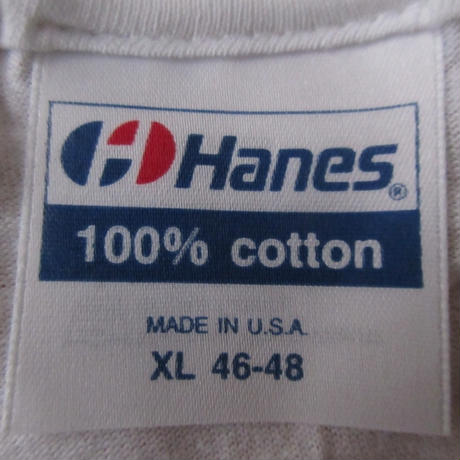 Hanes®
100% cotton
MADE IN U.S.A.
XL 46-48